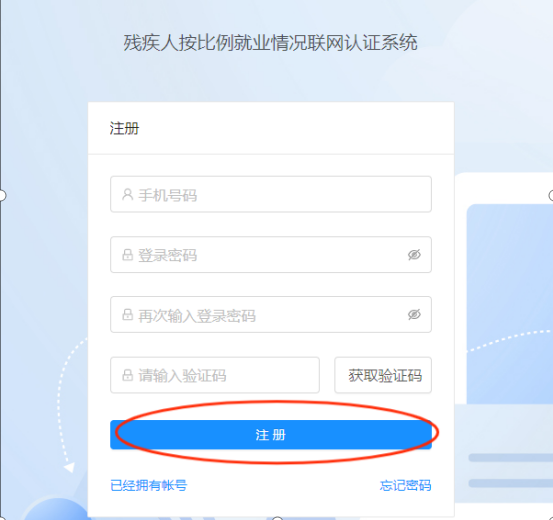 残疾人按比例就业情况联网认证系统
注册
手机号码
登录密码
再次输入登录密码
请输入验证码 获取验证码
注 册
已经拥有帐号 忘记密码